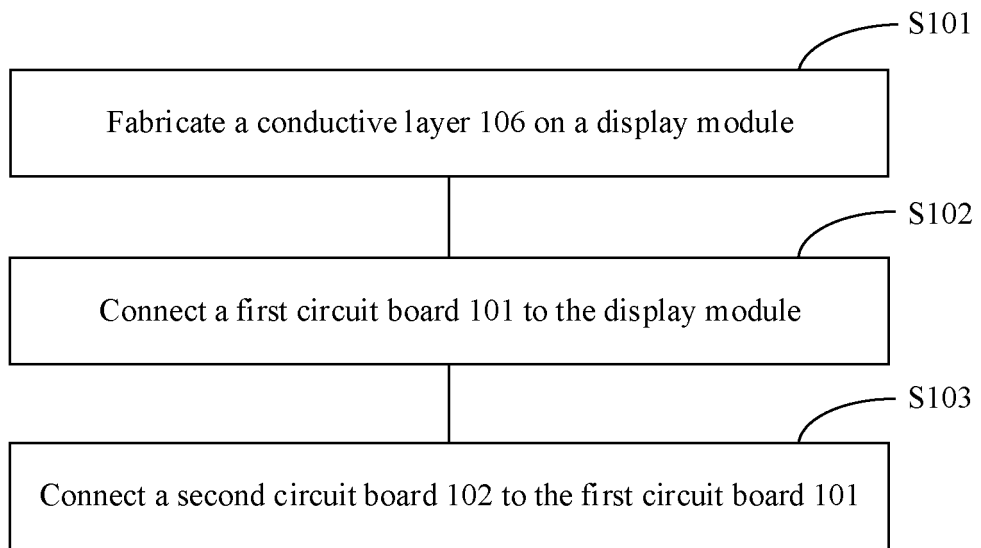 S101
Fabricate a conductive layer 106 on a display module
S102
Connect a first circuit board 101 to the display module
S103
Connect a second circuit board 102 to the first circuit board 101